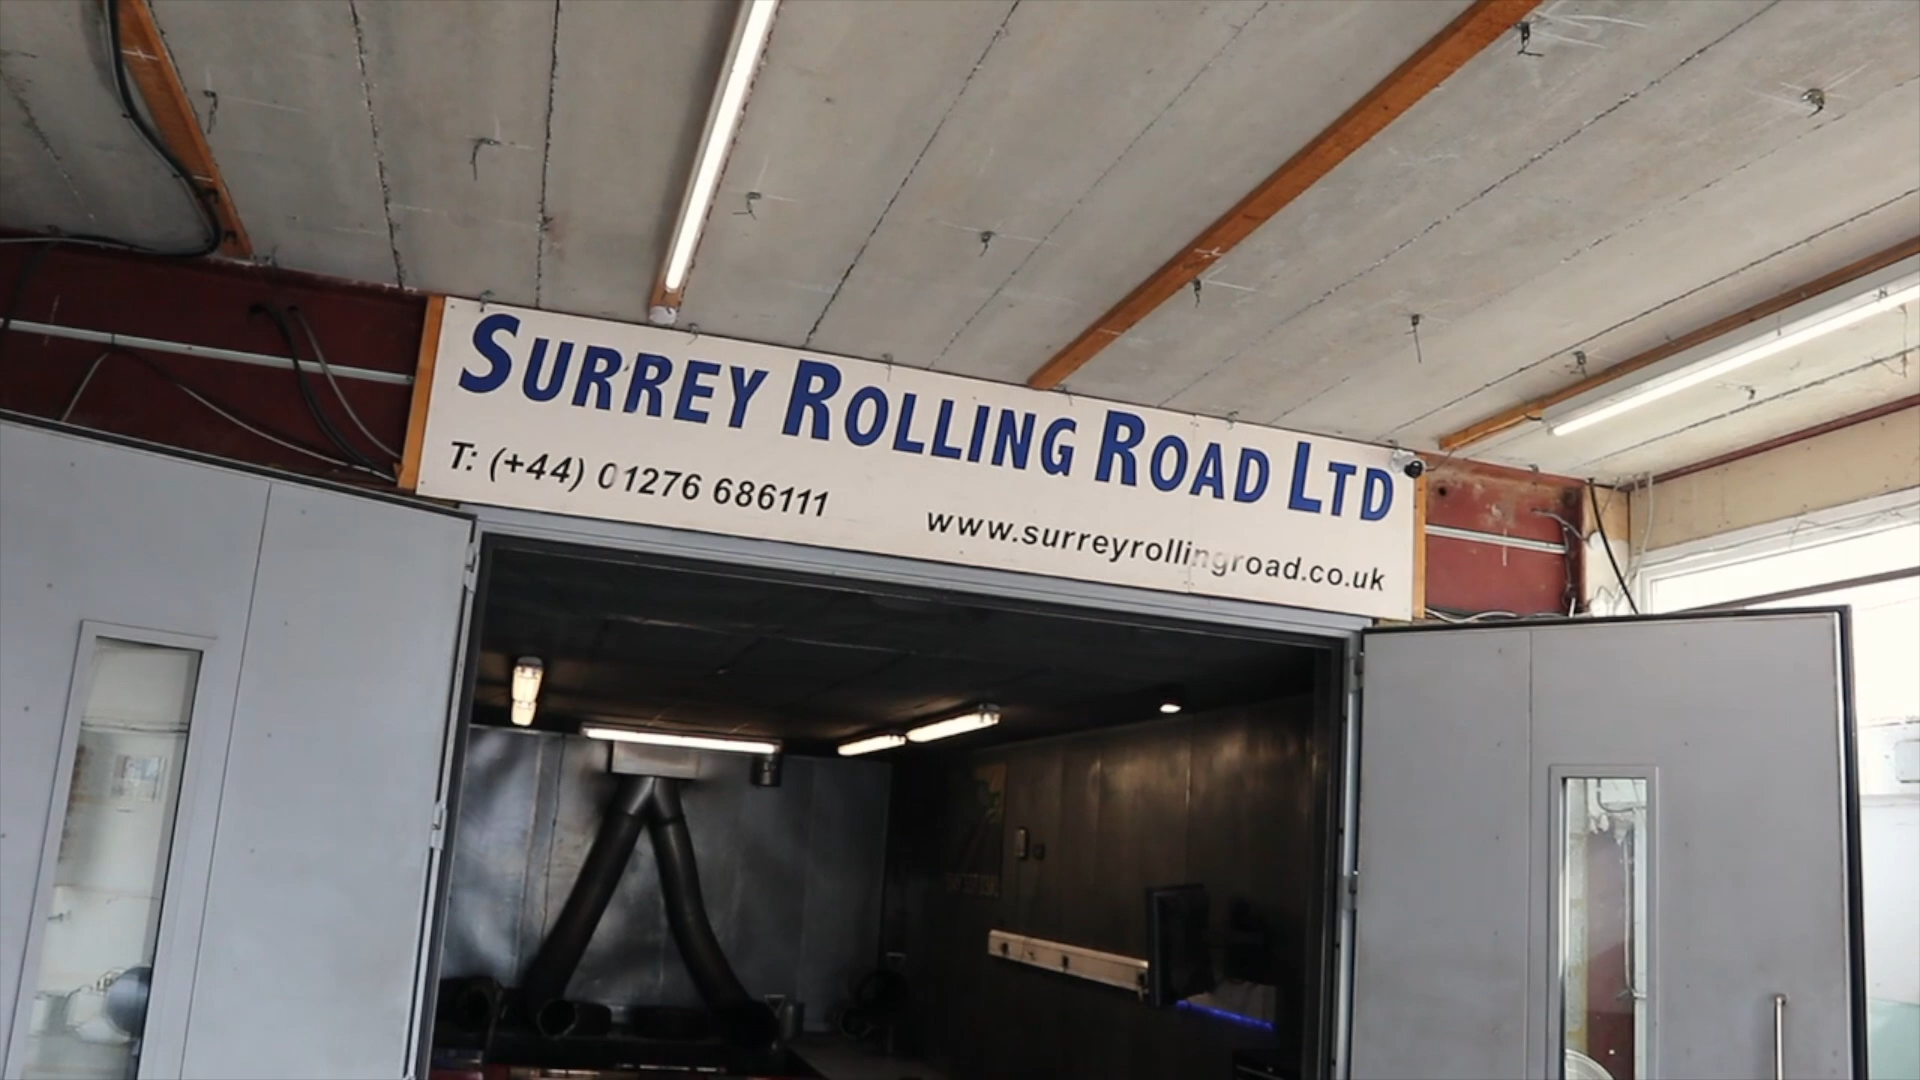 SURREY ROLLING ROAD LTD
T: (+44) 01276 686111
www.surreyrollingroad.co.uk